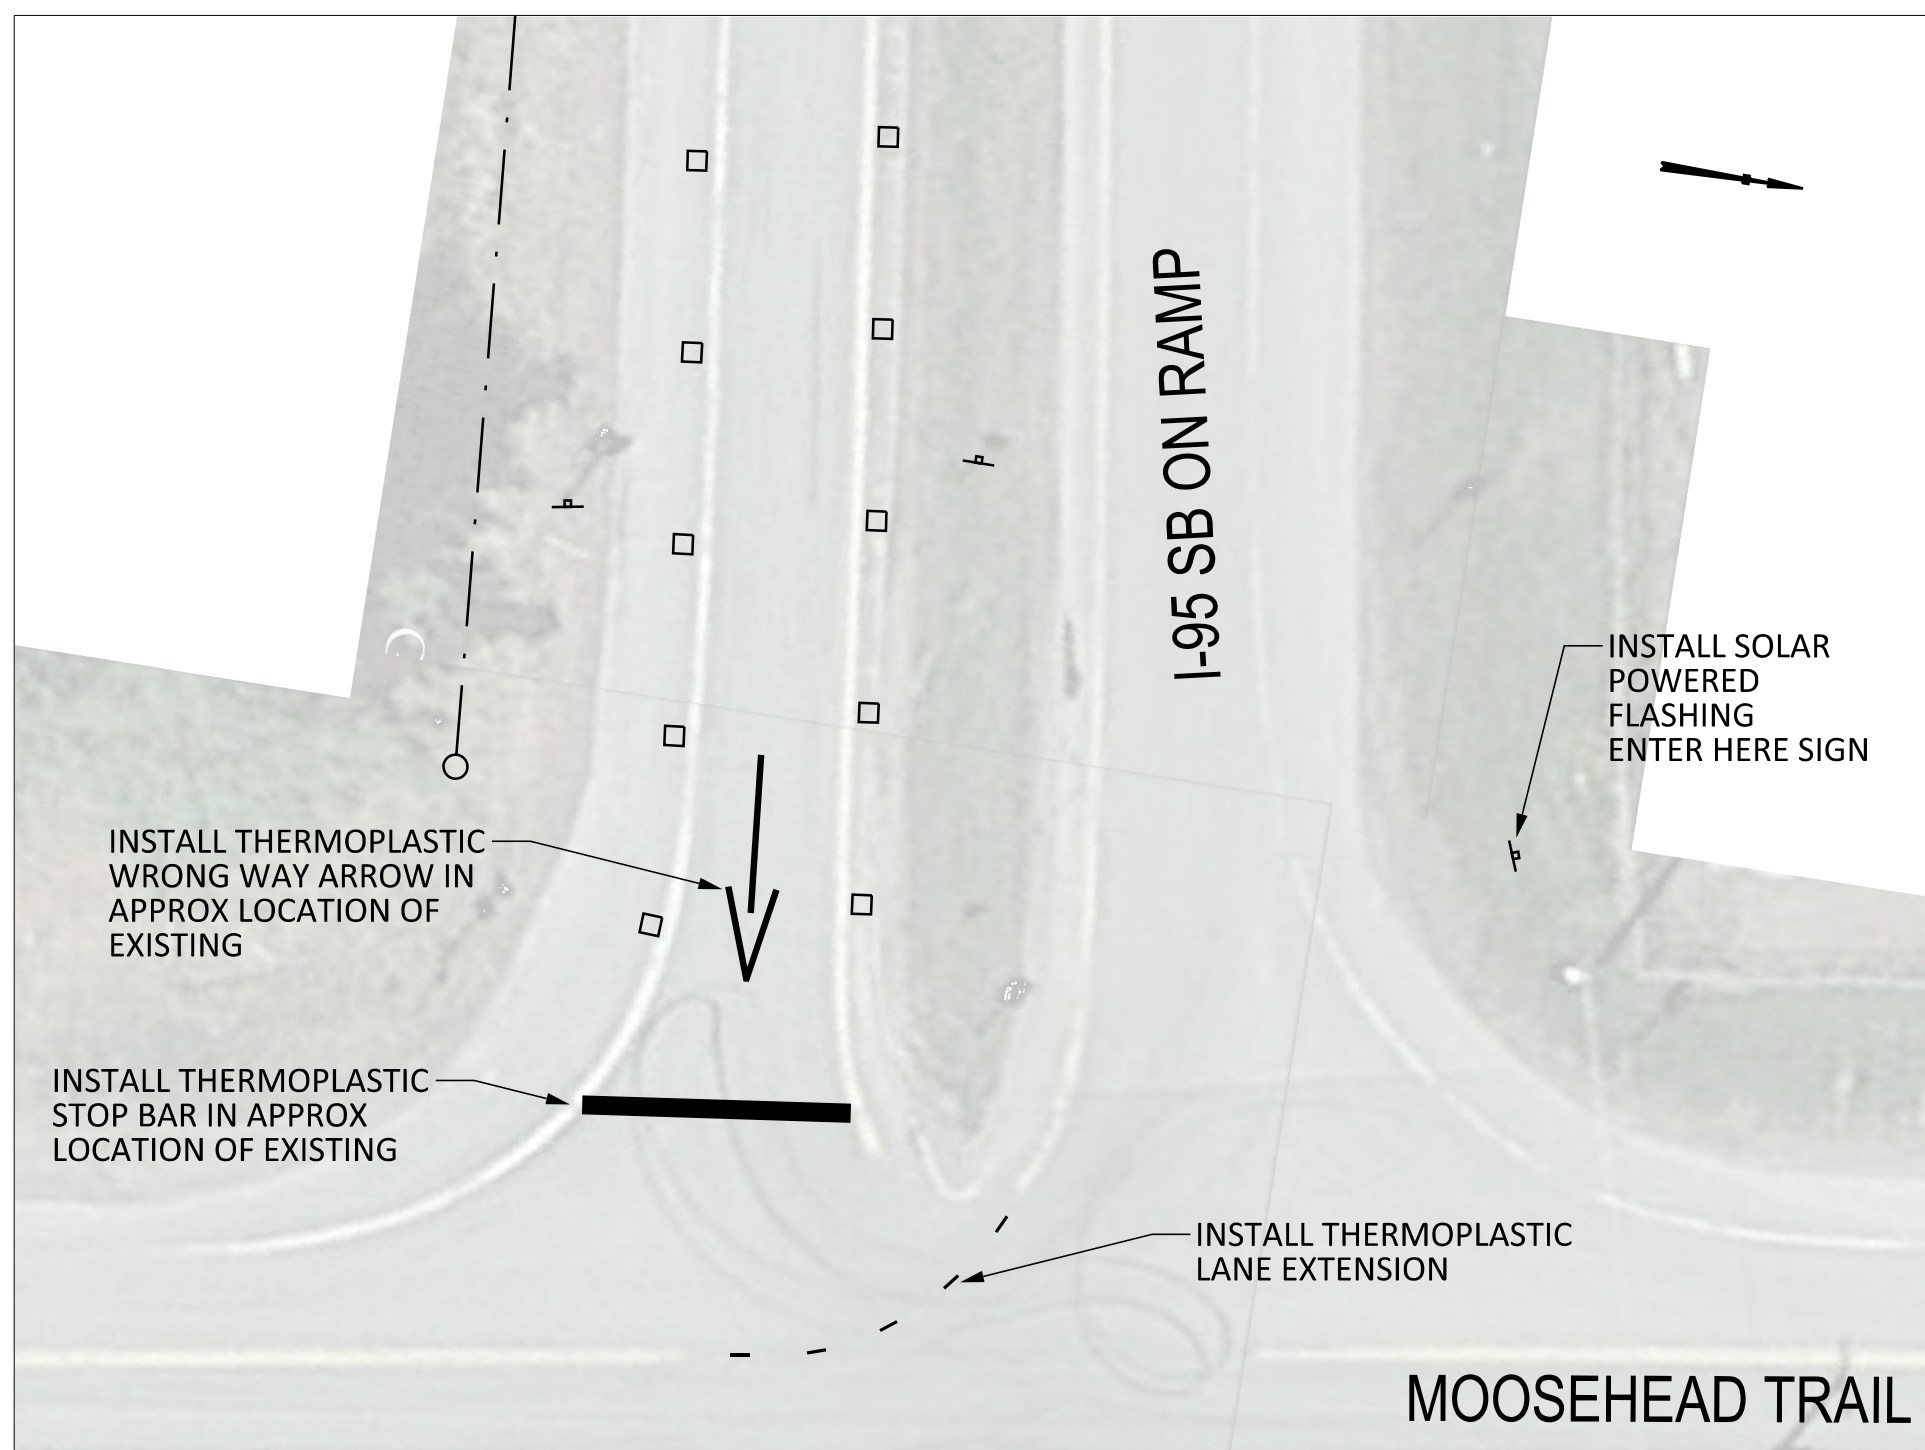 I-95 SB ON RAMP
INSTALL SOLAR
POWERED
FLASHING
ENTER HERE SIGN
INSTALL THERMOPLASTIC
WRONG WAY ARROW IN
APPROX LOCATION OF
EXISTING
INSTALL THERMOPLASTIC
STOP BAR IN APPROX
LOCATION OF EXISTING
INSTALL THERMOPLASTIC
LANE EXTENSION
MOOSEHEAD TRAIL